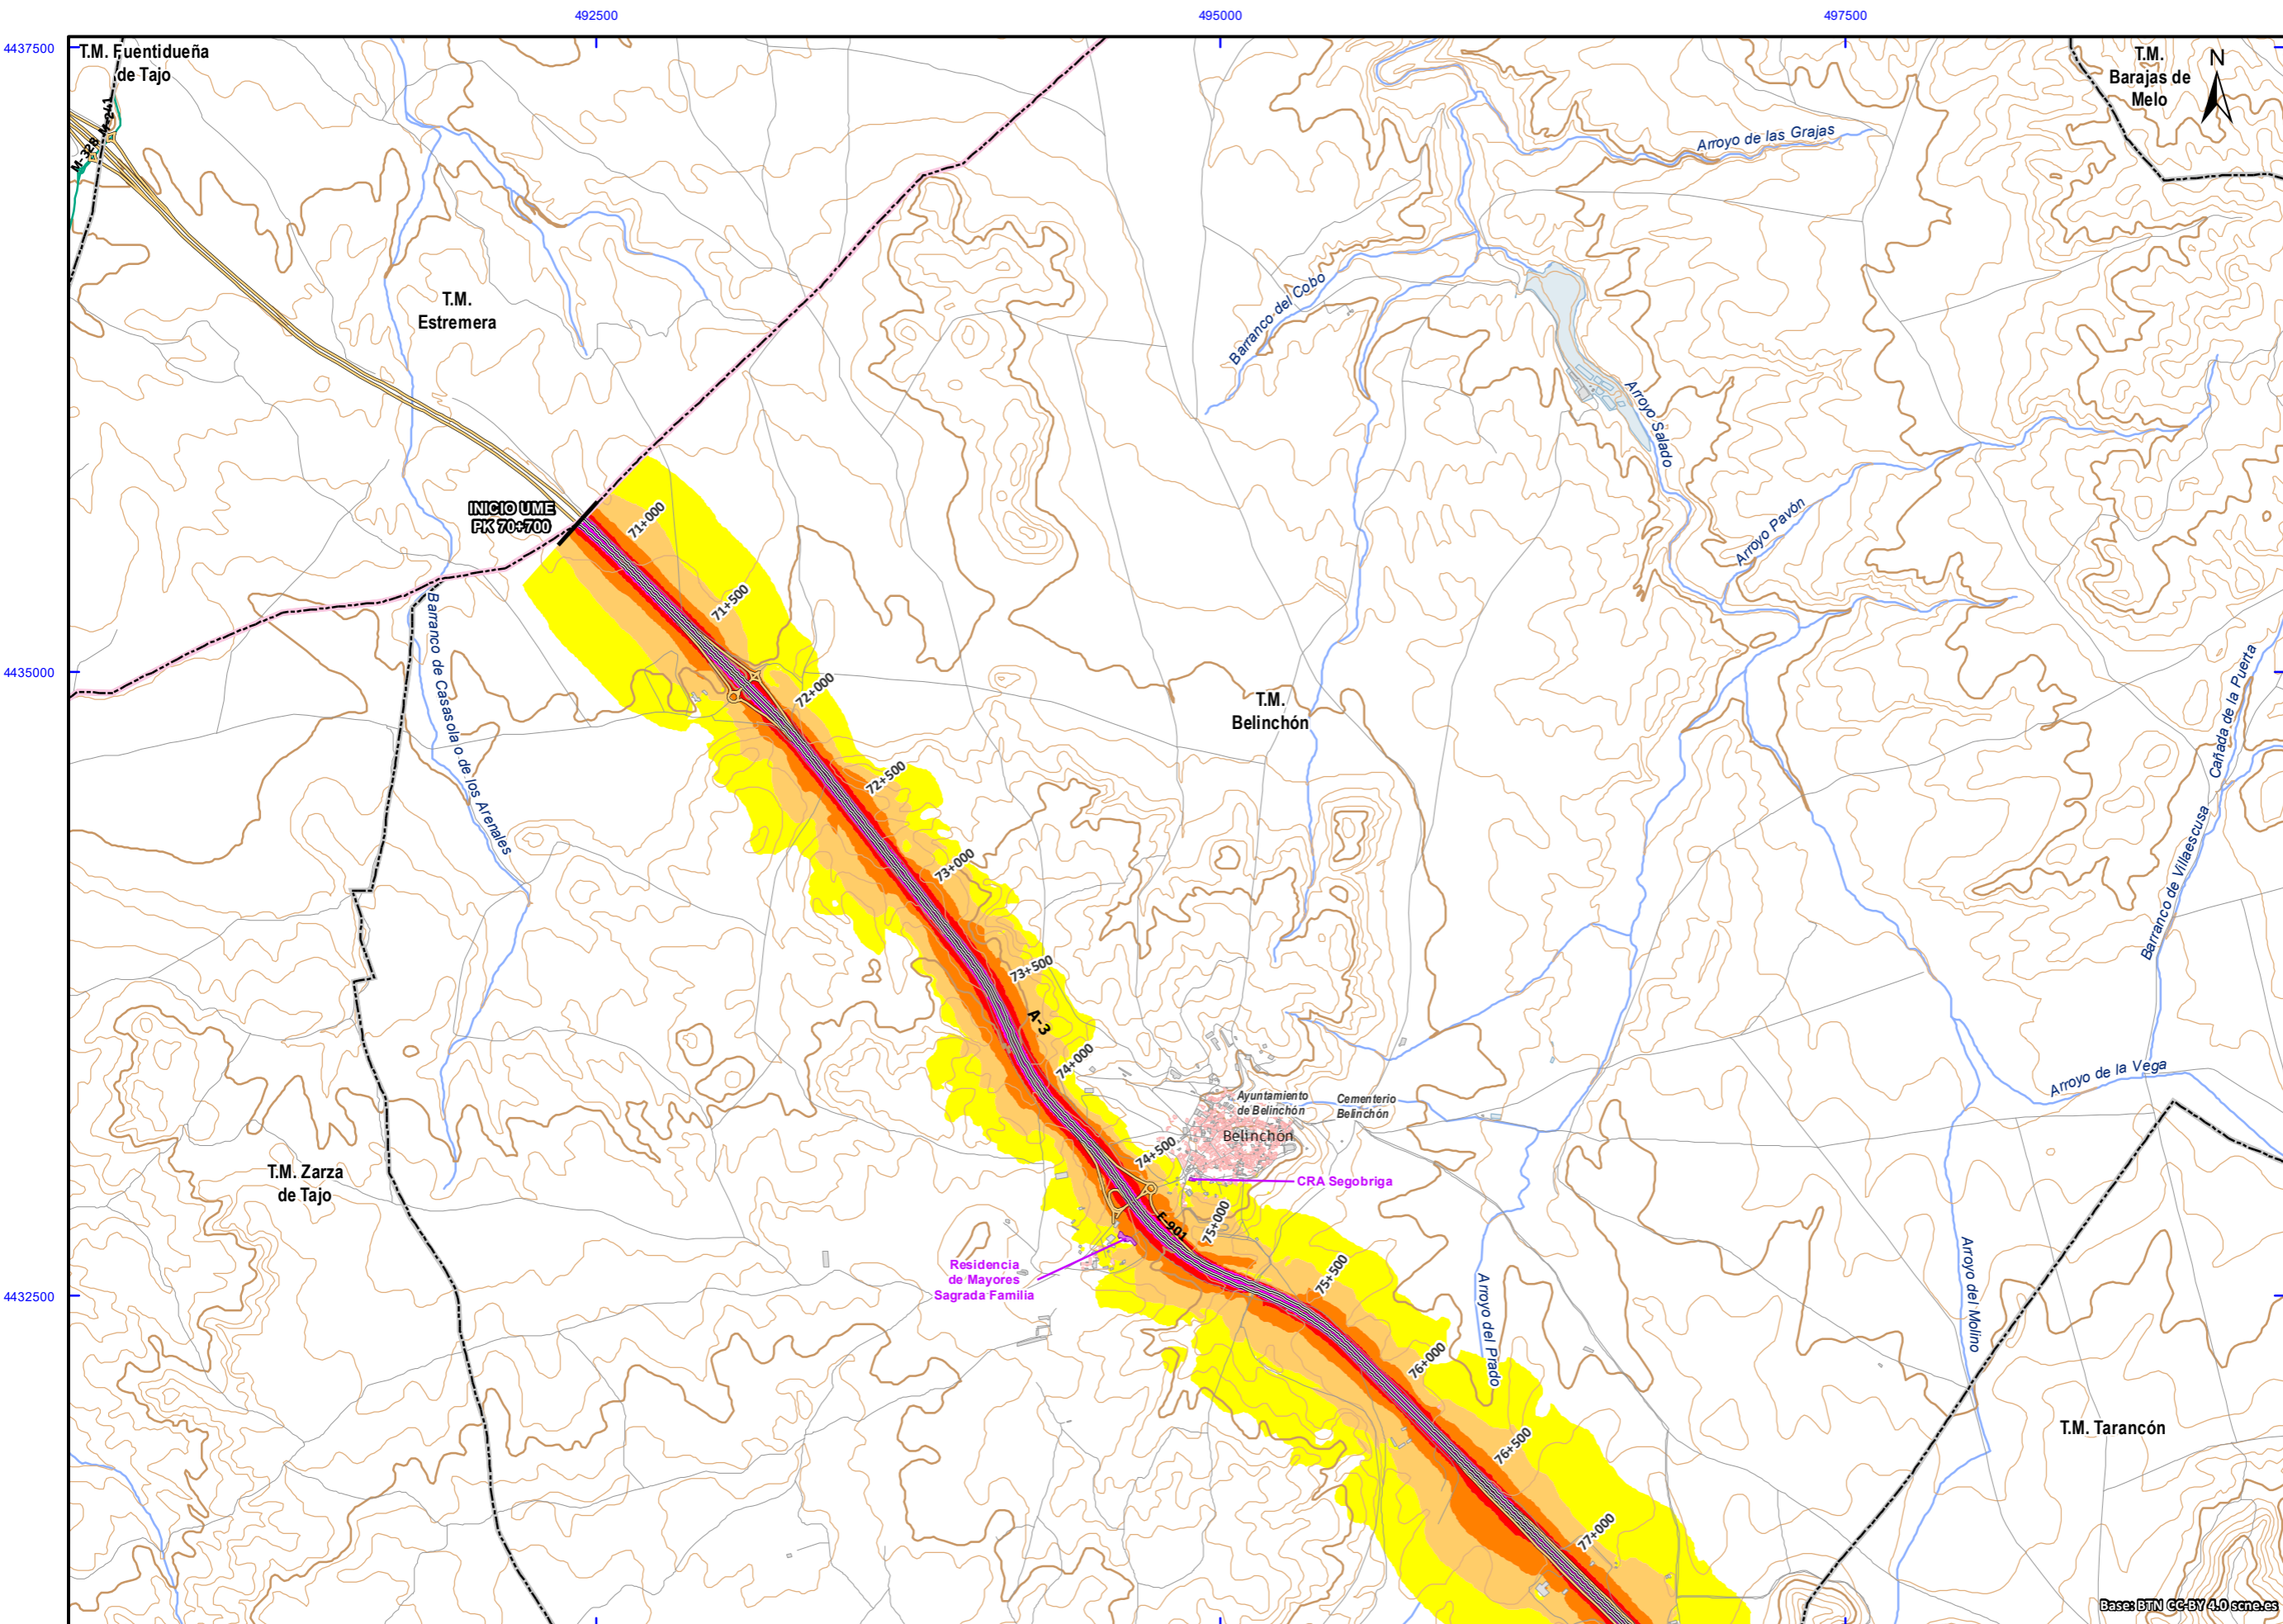 492500
495000
497500
4437500
4435000
4432500
T.M. Fuentidueña
de Tajo
M-241
M-328
T.M.
Barajas de
Melo
N
Arroyo de las Grajas
T.M.
Estremera
Barranco del Cobo
Arroyo Salado
INICIO UME
PK 70+700
71+000
Arroyo Pavón
71+500
Barranco de Casasola o de los Arenales
72+000
T.M.
Belinchón
Cañada de la Puerta
72+500
Barranco de Villaescusa
73+000
73+500
A-3
74+000
Arroyo de la Vega
Ayuntamiento
de Belinchón
Cementerio
Belinchón
Belinchón
74+500
T.M. Zarza
de Tajo
CRA Segobriga
75+000
Residencia
de Mayores
Sagrada Familia
75+500
Arroyo del Prado
Arroyo del Molino
76+000
T.M. Tarancón
76+500
77+000
Base: BTN CC-BY 4.0 scne.es